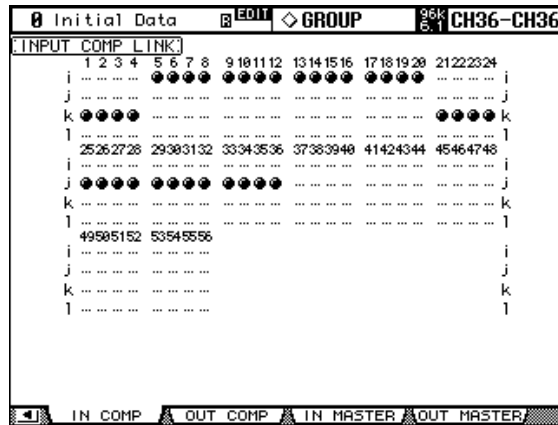 0 Initial Data R EDIT ◇GROUP 96k 6.1 CH36-CH36
INPUT COMP LINK
1 2 3 4 5 6 7 8 9 10 11 12 13 14 15 16 17 18 19 20 21 22 23 24
i i
j j
k k
l l
25 26 27 28 29 30 31 32 33 34 35 36 37 38 39 40 41 42 43 44 45 46 47 48
i i
j j
k k
l l
49 50 51 52 53 54 55 56
i i
j j
k k
l l
IN COMP OUT COMP IN MASTER OUT MASTER